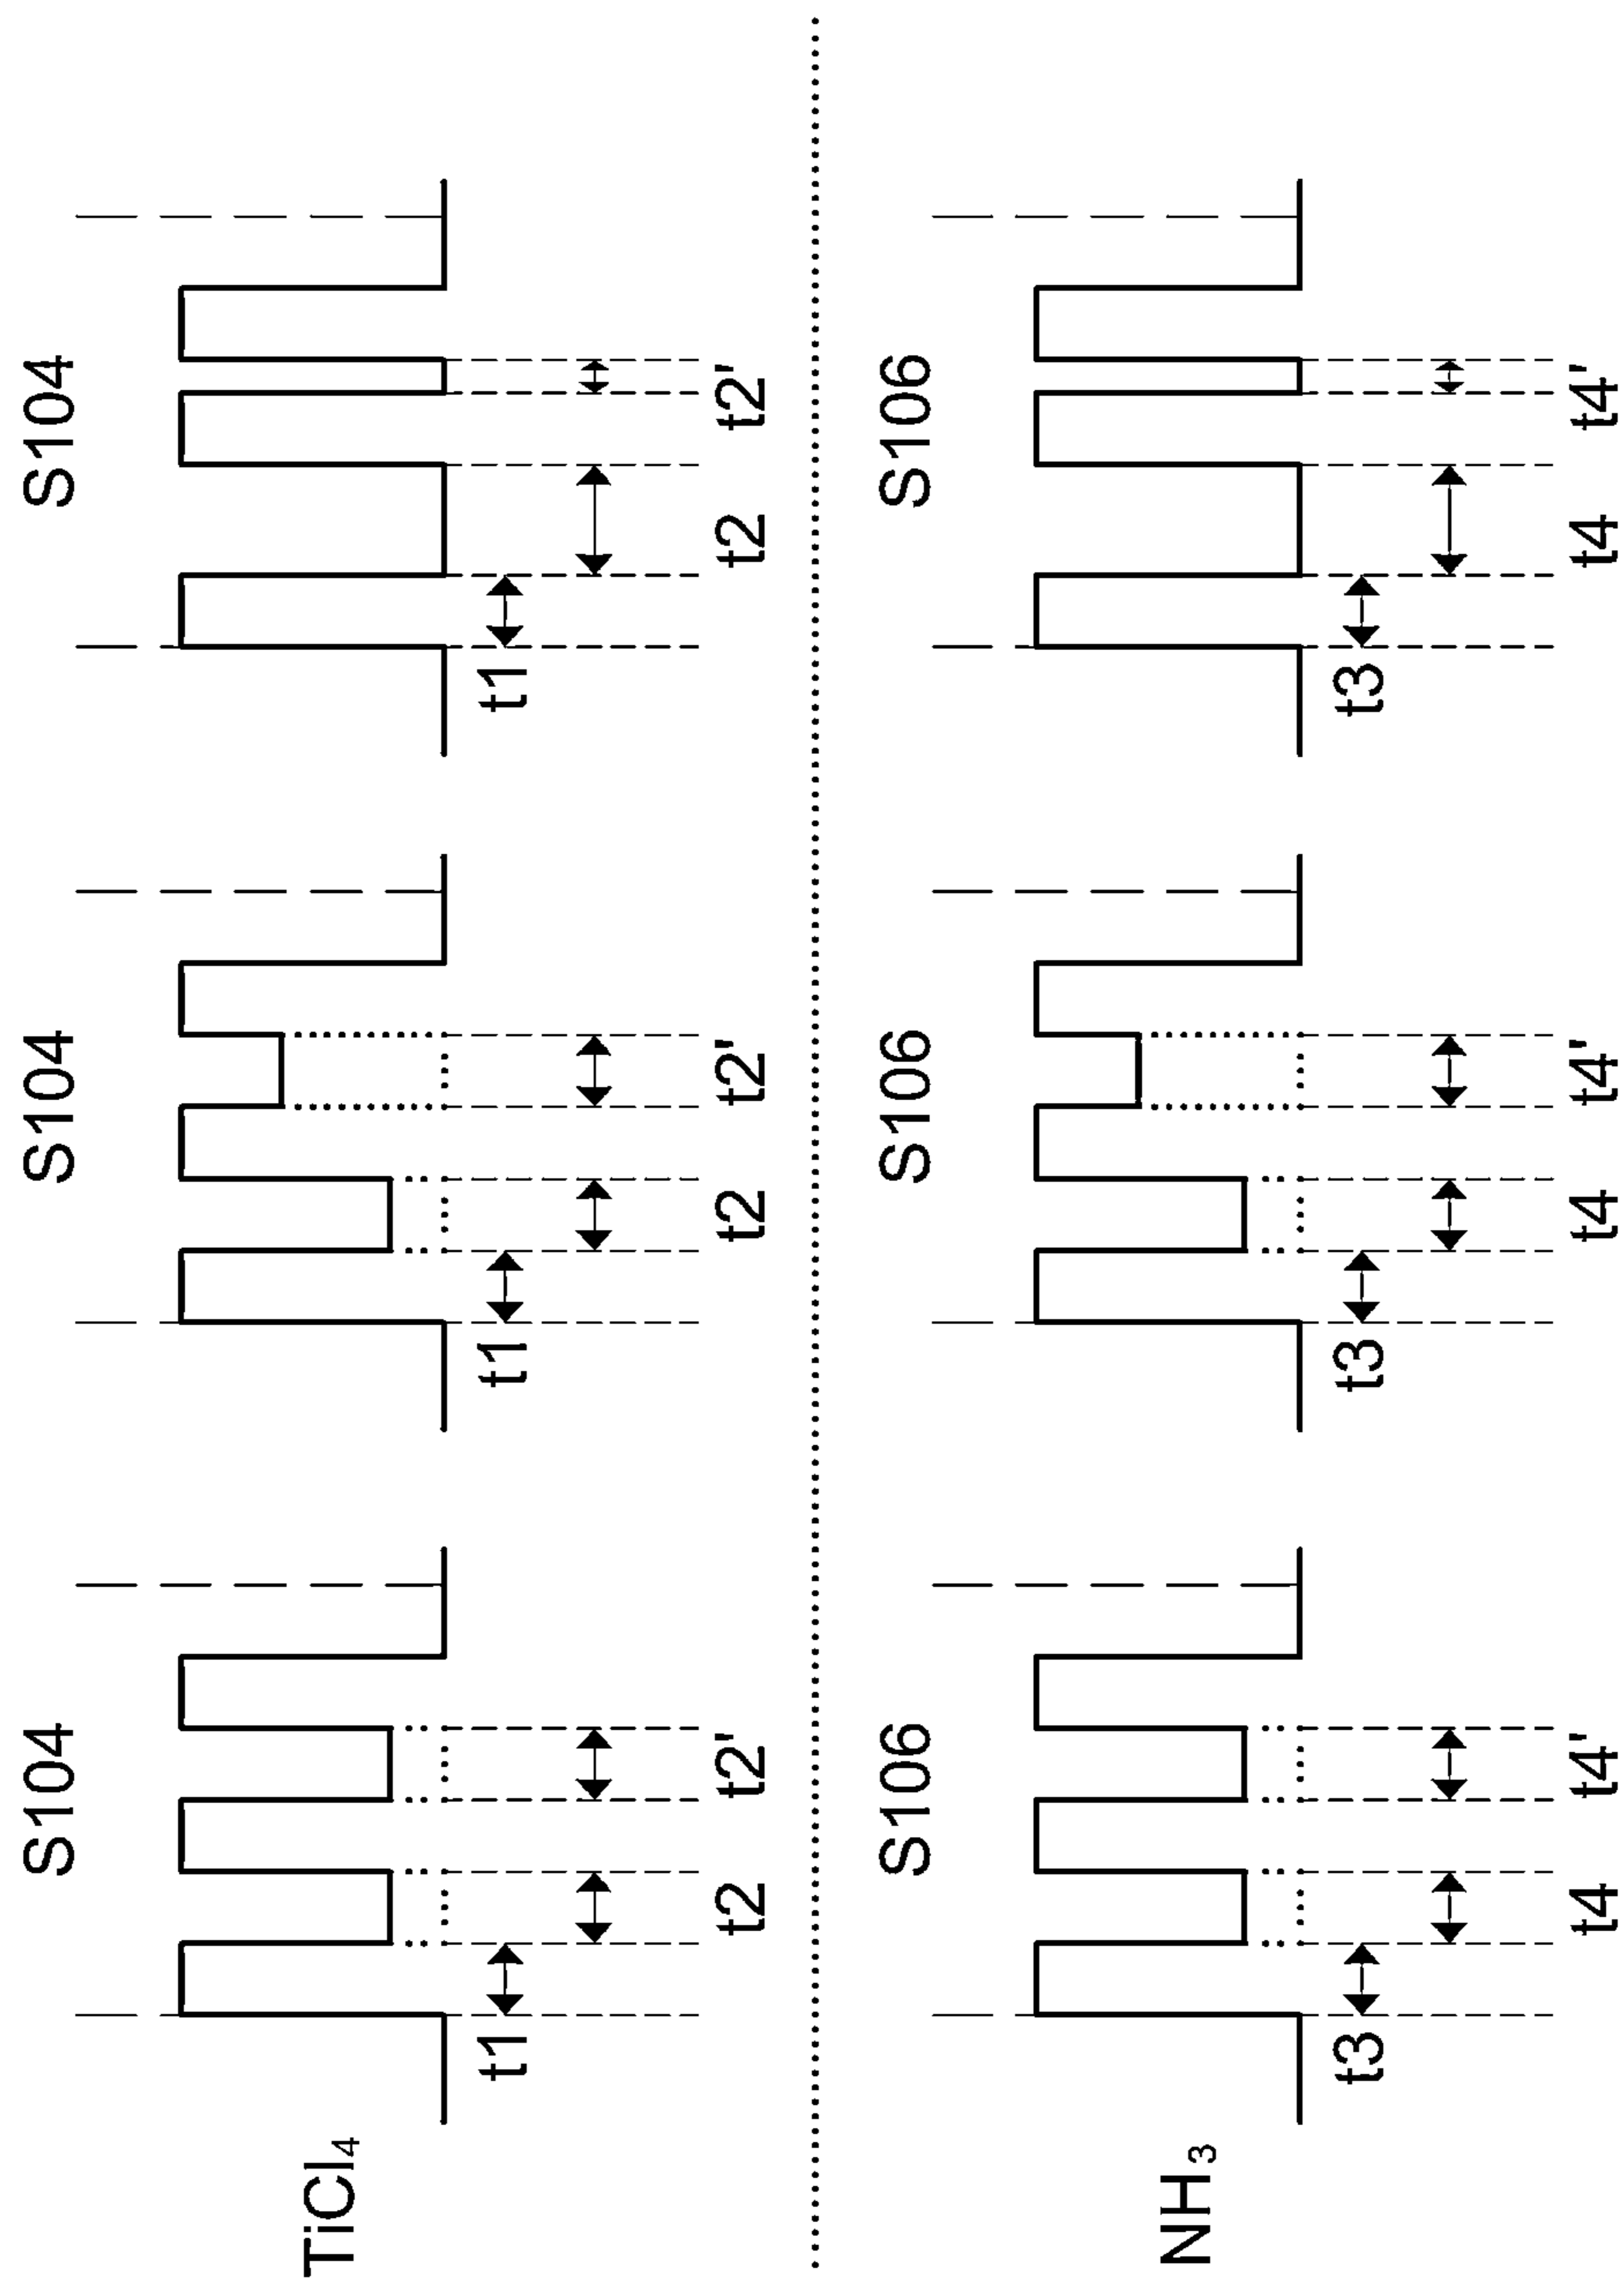 S104 S104 S104
TiCl₄
t1 t1 t1
t2 t2' t2 t2' t2 t2'
S106 S106 S106
NH₃
t3 t3 t3
t4 t4' t4 t4' t4 t4'